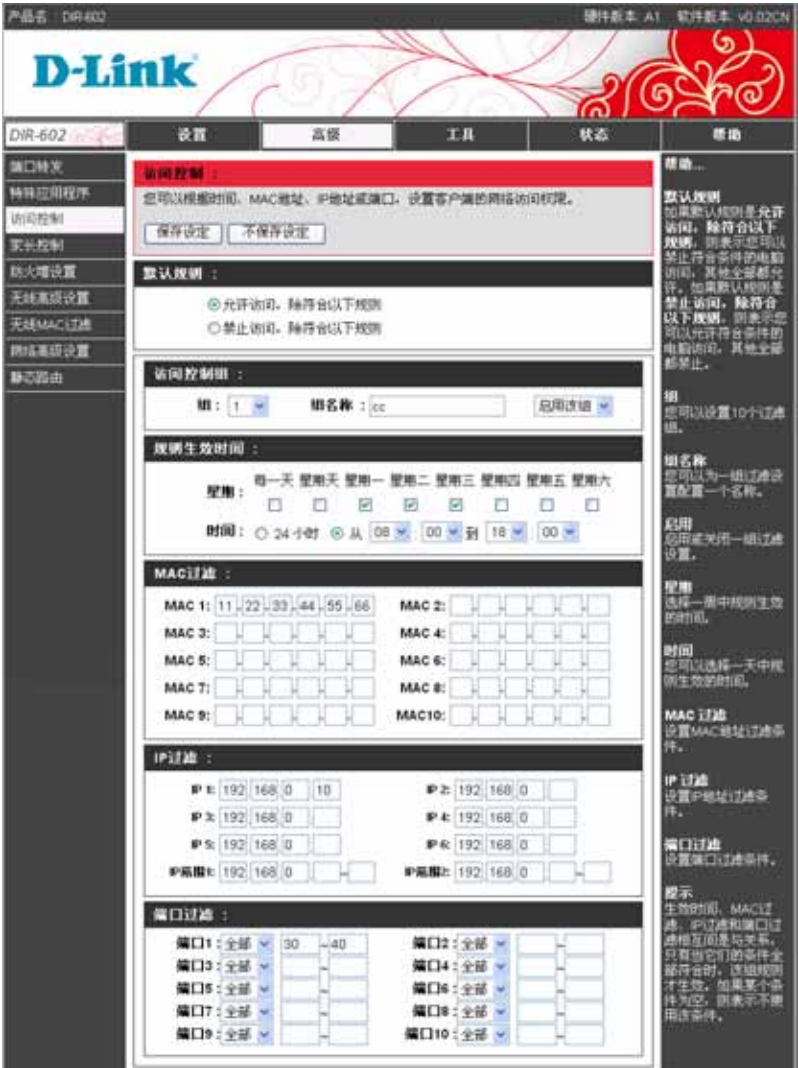 产品名：DIR-602 硬件版本: A1 软件版本: v0.02CN
D-Link
DIR-602
设置 高级 工具 状态 帮助
端口转发
特殊应用程序
访问控制
家长控制
防火墙设置
无线高级设置
无线MAC过滤
网络高级设置
静态路由
访问控制：
您可以根据时间、MAC地址、IP地址或端口，设置客户端的网络访问权限。
保存设定 不保存设定
默认规则：
允许访问，除符合以下规则
禁止访问，除符合以下规则
访问控制组：
组： 1 组名称： cc 启用该组
规则生效时间：
每一天 星期天 星期一 星期二 星期三 星期四 星期五 星期六
星期：
时间： 24 小时 从 08 : 00 到 18 : 00
MAC过滤：
MAC 1: 11 - 22 - 33 - 44 - 55 - 66 MAC 2: - - - - -
MAC 3: - - - - - MAC 4: - - - - -
MAC 5: - - - - - MAC 6: - - - - -
MAC 7: - - - - - MAC 8: - - - - -
MAC 9: - - - - - MAC10: - - - - -
IP过滤：
IP 1: 192 168 0 10 IP 2: 192 168 0
IP 3: 192 168 0 IP 4: 192 168 0
IP 5: 192 168 0 IP 6: 192 168 0
IP范围1: 192 168 0 ~ IP范围2: 192 168 0 ~
端口过滤：
端口1：全部 30 ~ 40 端口2：全部 ~
端口3：全部 ~ 端口4：全部 ~
端口5：全部 ~ 端口6：全部 ~
端口7：全部 ~ 端口8：全部 ~
端口9：全部 ~ 端口10：全部 ~
帮助...
默认规则
如果默认规则是允许
访问，除符合以下
规则，则表示您可以
禁止符合条件的电脑
访问，其他全部都允
许。如果默认规则是
禁止访问，除符合
以下规则，则表示您
可以允许符合条件的
电脑访问，其他全部
都禁止。
组
您可以设置10个过滤
组。
组名称
您可以为一组过滤设
置配置一个名称。
启用
启用或关闭一组过滤
设置。
星期
选择一周中规则生效
的时间。
时间
您可以选择一天中规
则生效的时间。
MAC 过滤
设置MAC地址过滤条
件。
IP 过滤
设置IP地址过滤条
件。
端口过滤
设置端口过滤条件。
提示
生效时间、MAC过
滤、IP过滤和端口过
滤相互间是与关系，
只有当它们的条件全
部符合时，该组规则
才生效。如果某个条
件为空，则表示不使
用该条件。